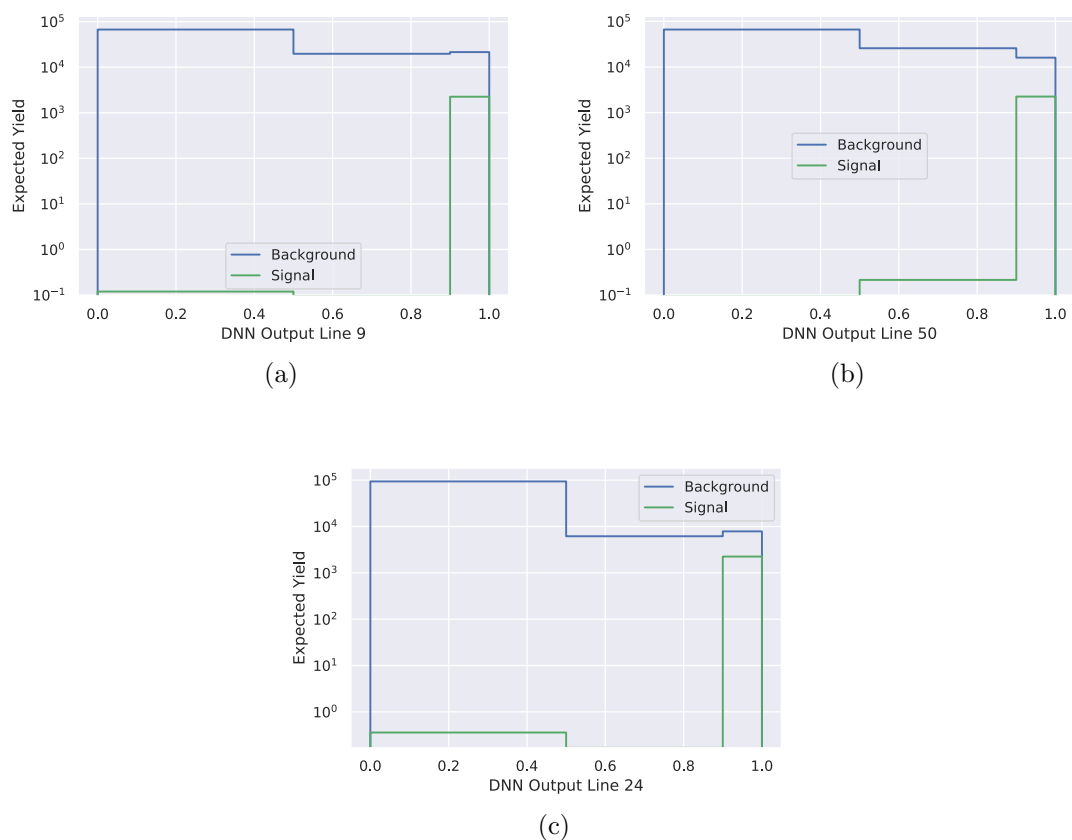 10^5
10^4
10^3
10^2
10^1
10^0
10^−1
Expected Yield
Background
Signal
0.0 0.2 0.4 0.6 0.8 1.0
DNN Output Line 9
(a)
10^5
10^4
10^3
10^2
10^1
10^0
10^−1
Expected Yield
Background
Signal
0.0 0.2 0.4 0.6 0.8 1.0
DNN Output Line 50
(b)
10^5
10^4
10^3
10^2
10^1
10^0
Expected Yield
Background
Signal
0.0 0.2 0.4 0.6 0.8 1.0
DNN Output Line 24
(c)